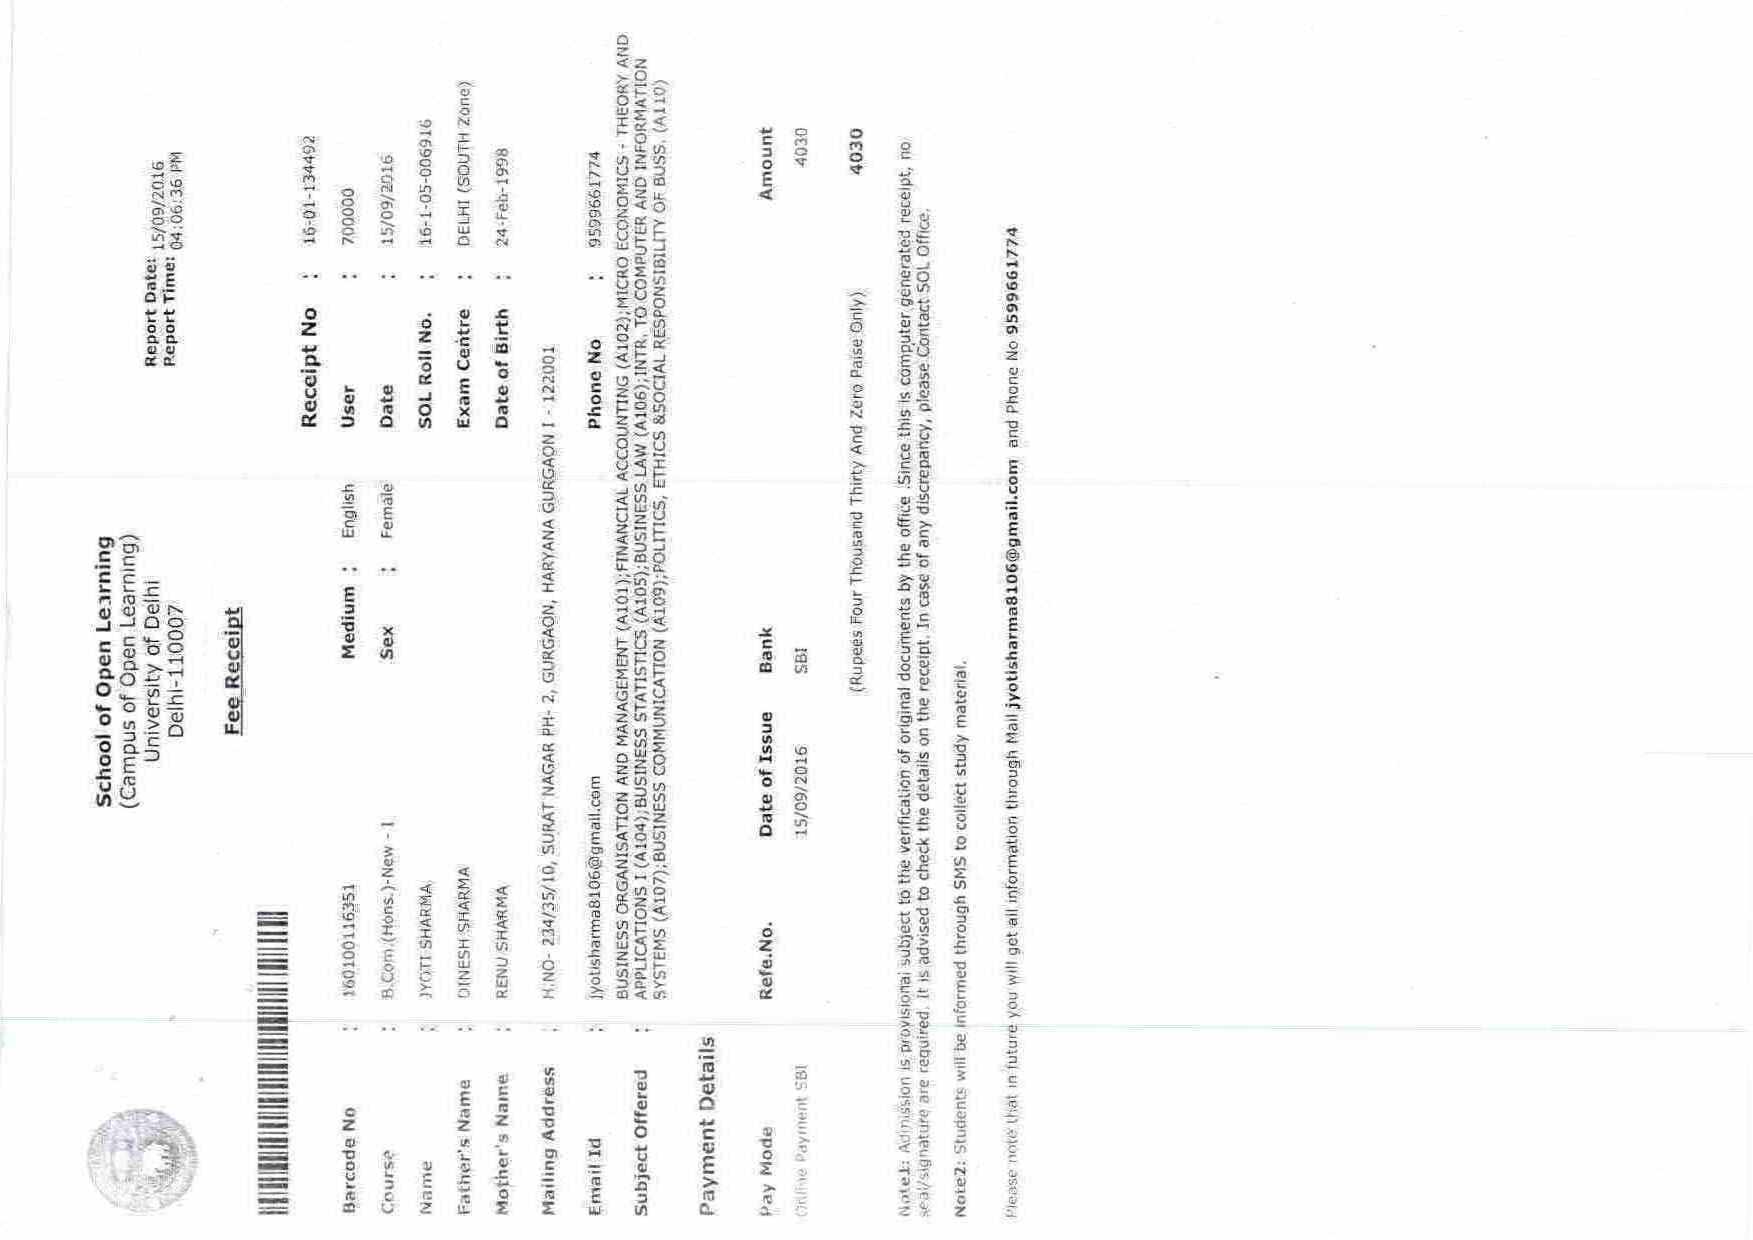 Report Date: 15/09/2016
Report Time: 04:06:36 PM
School of Open Learning
(Campus of Open Learning)
University of Delhi
Delhi-110007
Fee Receipt
Receipt No : 16-01-134492
Barcode No : 160100116351 Medium : English User : 700000
Course : B.Com.(Hons.)-New - I Sex : Female Date : 15/09/2016
Name : JYOTI SHARMA SOL Roll No. : 16-1-05-006916
Father's Name : DINESH SHARMA Exam Centre : DELHI (SOUTH Zone)
Mother's Name : RENU SHARMA Date of Birth : 24-Feb-1998
Mailing Address : H.NO- 234/35/10, SURAT NAGAR PH- 2, GURGAON, HARYANA GURGAON I - 122001
Email Id : jyotisharma8106@gmail.com Phone No : 9599661774
Subject Offered : BUSINESS ORGANISATION AND MANAGEMENT (A101);FINANCIAL ACCOUNTING (A102);MICRO ECONOMICS - THEORY AND
APPLICATIONS I (A104);BUSINESS STATISTICS (A105);BUSINESS LAW (A106);INTR. TO COMPUTER AND INFORMATION
SYSTEMS (A107);BUSINESS COMMUNICATION (A109);POLITICS, ETHICS &SOCIAL RESPONSIBILITY OF BUSS. (A110)
Payment Details
Pay Mode Refe.No. Date of Issue Bank Amount
Online Payment SBI 15/09/2016 SBI 4030
(Rupees Four Thousand Thirty And Zero Paise Only) 4030
Note1: Admission is provisional subject to the verification of original documents by the office .Since this is computer generated receipt, no
seal/signature are required. It is advised to check the details on the receipt. In case of any discrepancy, please Contact SOL Office.
Note2: Students will be informed through SMS to collect study material.
Please note that in future you will get all information through Mail jyotisharma8106@gmail.com and Phone No 9599661774